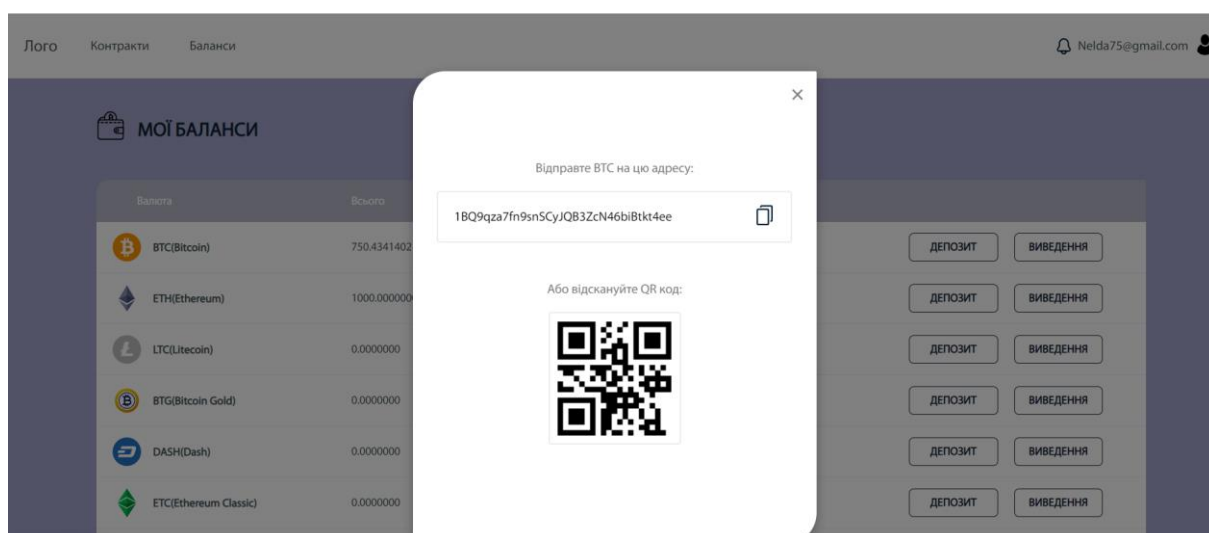 Лого Контракти Баланси Nelda75@gmail.com
МОЇ БАЛАНСИ
Валюта Всього
BTC(Bitcoin) 750.4341402 ДЕПОЗИТ ВИВЕДЕННЯ
ETH(Ethereum) 1000.000000 ДЕПОЗИТ ВИВЕДЕННЯ
LTC(Litecoin) 0.0000000 ДЕПОЗИТ ВИВЕДЕННЯ
BTG(Bitcoin Gold) 0.0000000 ДЕПОЗИТ ВИВЕДЕННЯ
DASH(Dash) 0.0000000 ДЕПОЗИТ ВИВЕДЕННЯ
ETC(Ethereum Classic) 0.0000000 ДЕПОЗИТ ВИВЕДЕННЯ
Відправте BTC на цю адресу:
1BQ9qza7fn9snSCyJQB3ZcN46biBtkt4ee
Або відскануйте QR код: